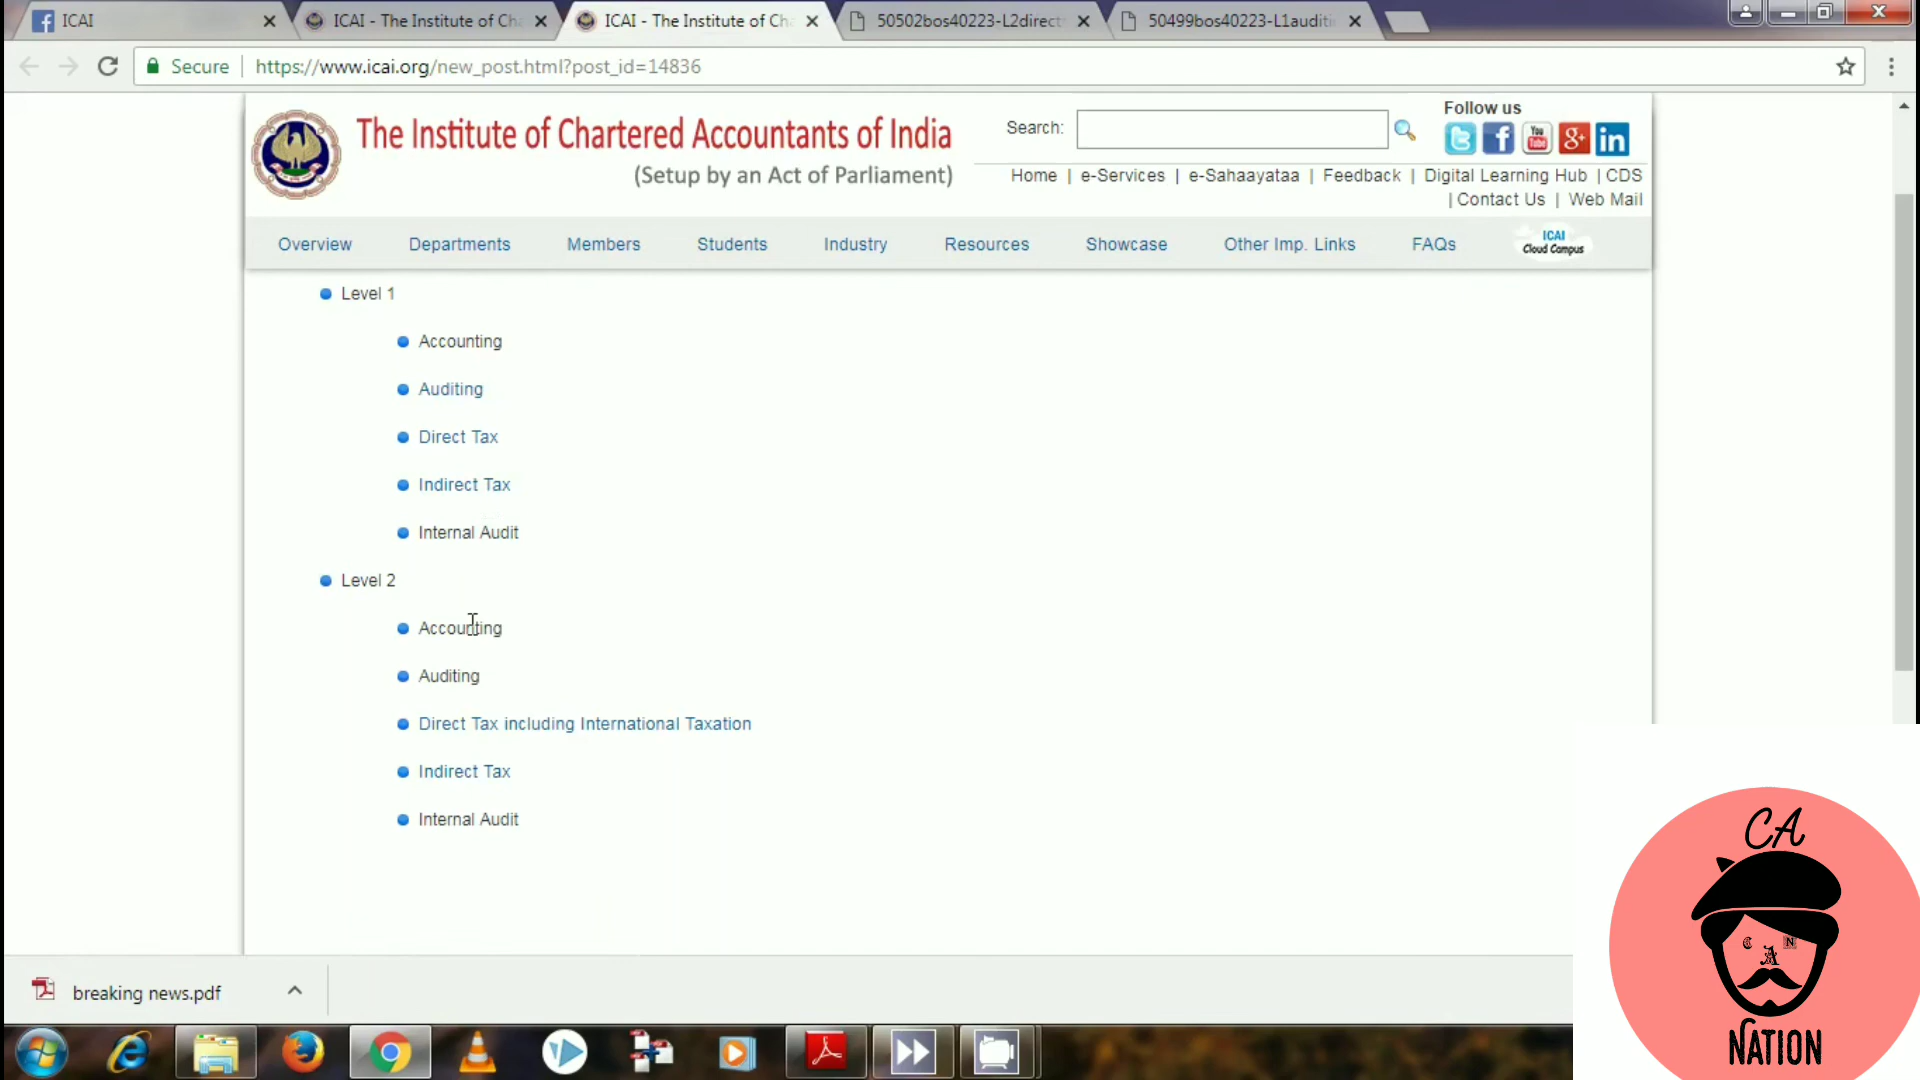 ICAI
ICAI - The Institute of Cha
ICAI - The Institute of Cha
50502bos40223-L2direct
50499bos40223-L1auditi
Secure
https://www.icai.org/new_post.html?post_id=14836
The Institute of Chartered Accountants of India
(Setup by an Act of Parliament)
Search:
Follow us
You Tube
Home | e-Services | e-Sahaayataa | Feedback | Digital Learning Hub | CDS
| Contact Us | Web Mail
Overview Departments Members Students Industry Resources Showcase Other Imp. Links FAQs ICAI Cloud Campus
Level 1
Accounting
Auditing
Direct Tax
Indirect Tax
Internal Audit
Level 2
Accounting
Auditing
Direct Tax including International Taxation
Indirect Tax
Internal Audit
breaking news.pdf
CA
C N
A
NATION